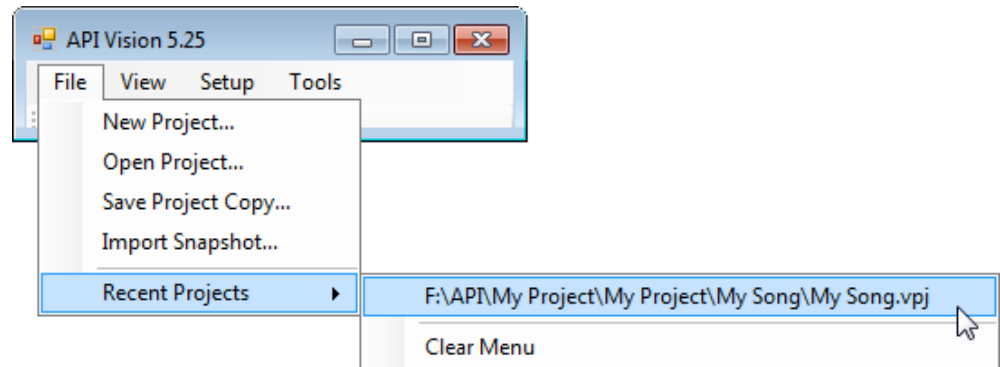 API Vision 5.25
File View Setup Tools
New Project...
Open Project...
Save Project Copy...
Import Snapshot...
Recent Projects
F:\API\My Project\My Project\My Song\My Song.vpj
Clear Menu